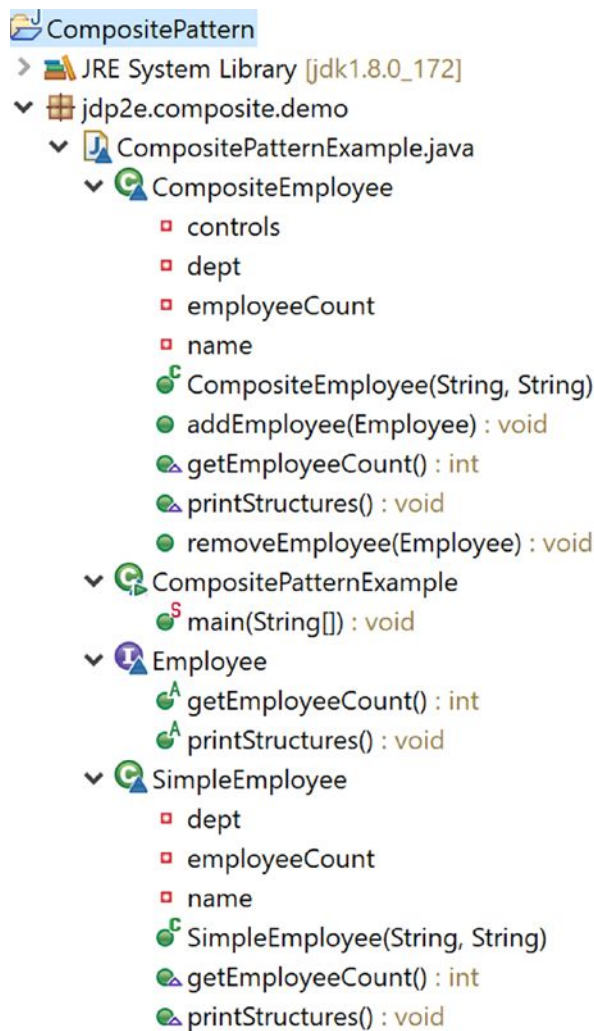 CompositePattern
JRE System Library [jdk1.8.0_172]
jdp2e.composite.demo
CompositePatternExample.java
CompositeEmployee
controls
dept
employeeCount
name
CompositeEmployee(String, String)
addEmployee(Employee) : void
getEmployeeCount() : int
printStructures() : void
removeEmployee(Employee) : void
CompositePatternExample
main(String[]) : void
Employee
getEmployeeCount() : int
printStructures() : void
SimpleEmployee
dept
employeeCount
name
SimpleEmployee(String, String)
getEmployeeCount() : int
printStructures() : void